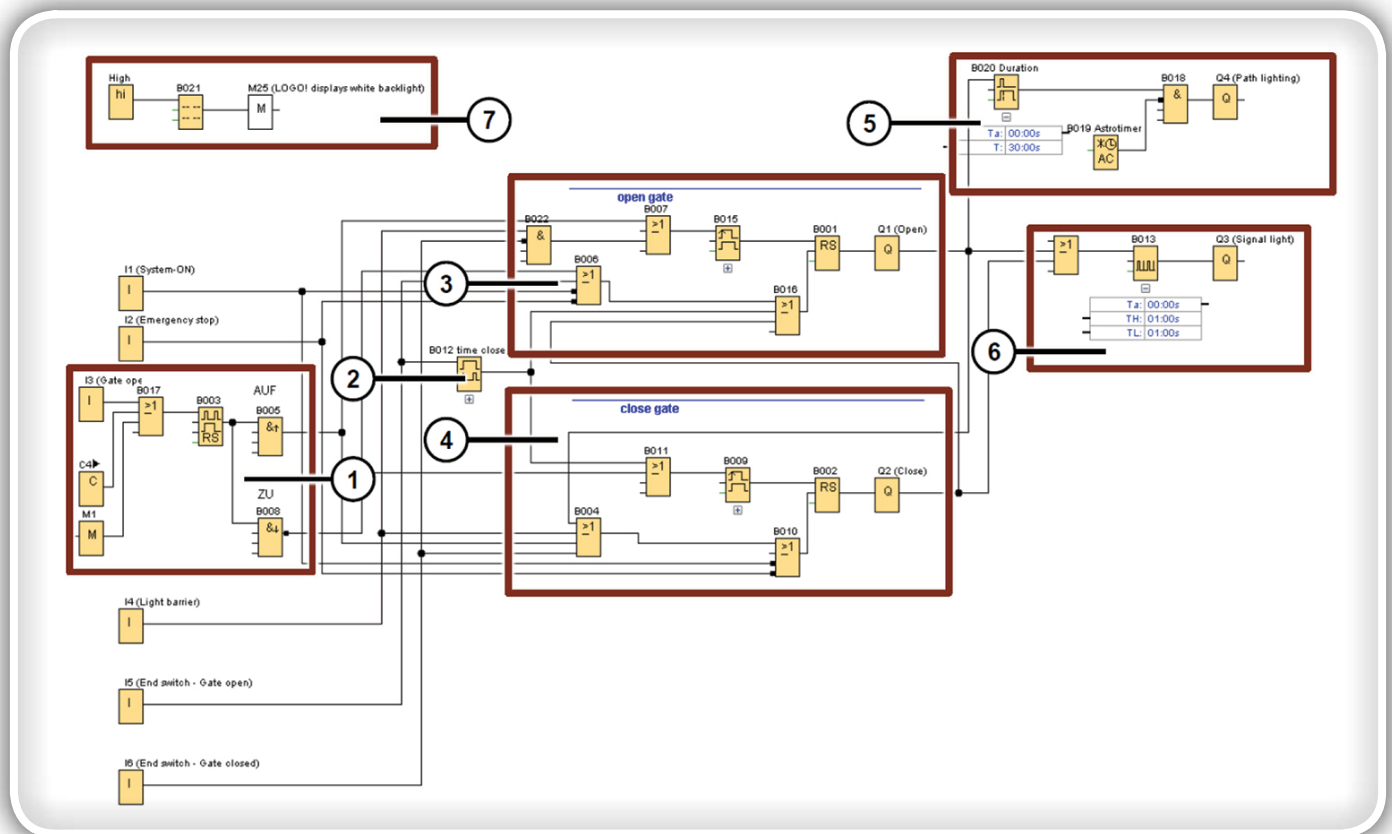 High
hi
B021
M25 (LOGO! displays white backlight)
M
7
B020 Duration
Ta: 00:00s
T: 30:00s
B019 Astrotimer
AC
B018
&
Q4 (Path lighting)
Q
5
open gate
B022
&
B007
>1
B015
B001
RS
Q1 (Open)
Q
B006
>1
B016
>1
3
>1
B013
Q3 (Signal light)
Q
Ta: 00:00s
TH: 01:00s
TL: 01:00s
6
I1 (System-ON)
I
I2 (Emergency stop)
I
B012 time close
2
I3 (Gate ope
I
B017
>1
B003
RS
AUF
B005
&↑
C4
C
M1
M
ZU
B008
&↓
1
close gate
B011
>1
B009
B002
RS
Q2 (Close)
Q
B004
>1
B010
>1
4
I4 (Light barrier)
I
I5 (End switch - Gate open)
I
I6 (End switch - Gate closed)
I